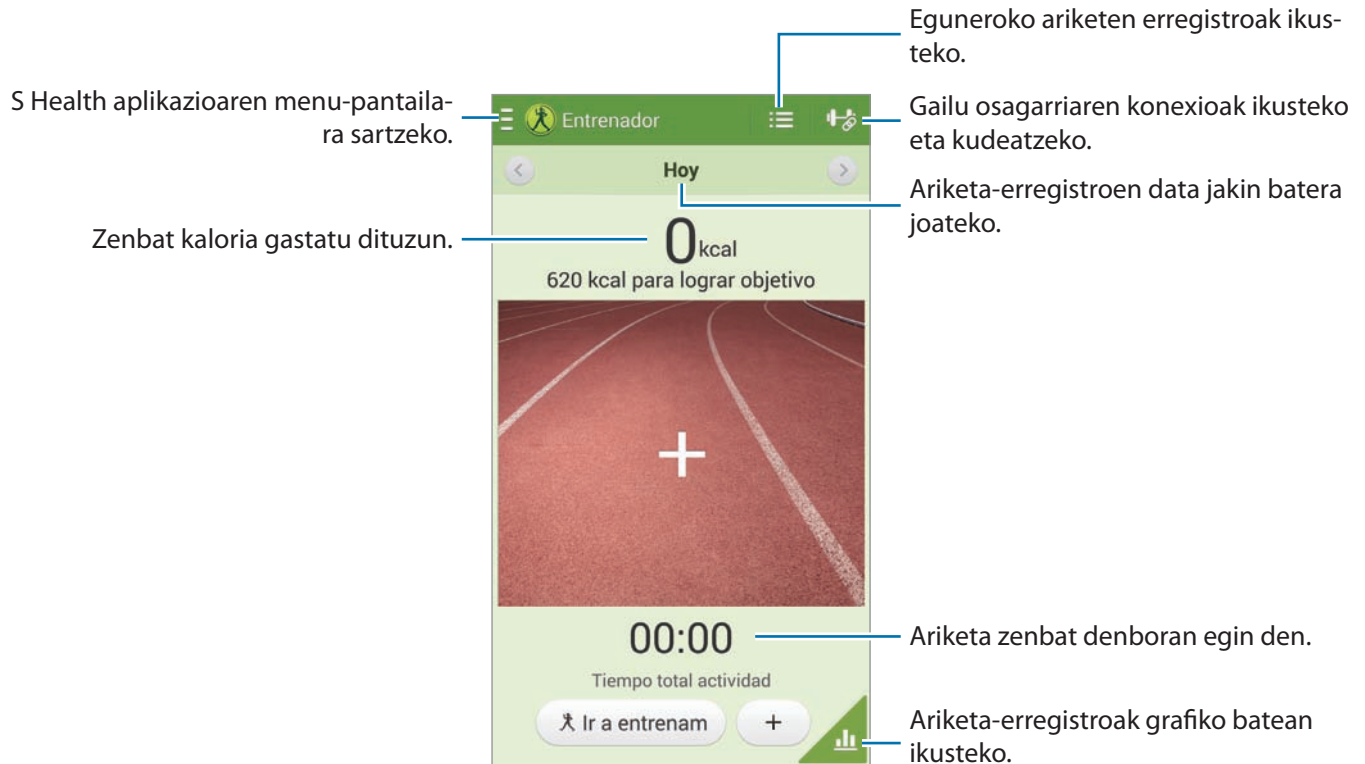 Eguneroko ariketen erregistroak ikus-
teko.
S Health aplikazioaren menu-pantaila-
ra sartzeko.
Gailu osagarriaren konexioak ikusteko
eta kudeatzeko.
Entrenador
Hoy
Ariketa-erregistroen data jakin batera
joateko.
Zenbat kaloria gastatu dituzun.
0 kcal
620 kcal para lograr objetivo
00:00
Ariketa zenbat denboran egin den.
Tiempo total actividad
Ir a entrenam
+
Ariketa-erregistroak grafiko batean
ikusteko.